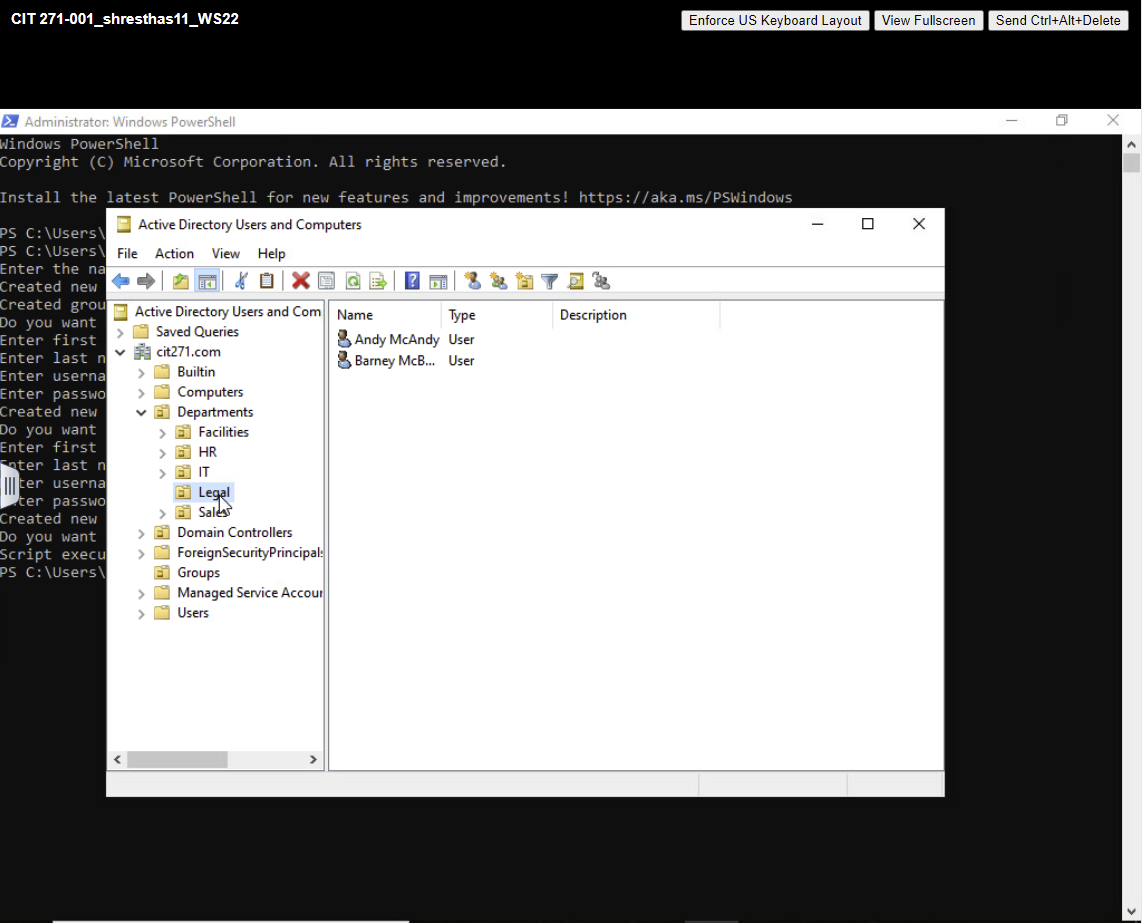 CIT 271-001_shresthas11_WS22
Enforce US Keyboard Layout
View Fullscreen
Send Ctrl+Alt+Delete
Administrator: Windows PowerShell
Windows PowerShell
Copyright (C) Microsoft Corporation. All rights reserved.
Install the latest PowerShell for new features and improvements! https://aka.ms/PSWindows
PS C:\Users\
PS C:\Users\
Enter the na
Created new
Created grou
Do you want
Enter first
Enter last n
Enter userna
Enter passwo
Created new
Do you want
Enter first
Enter last n
ter userna
ter passwo
Created new
Do you want
Script execu
PS C:\Users\
Active Directory Users and Computers
File Action View Help
Active Directory Users and Com
Saved Queries
cit271.com
Builtin
Computers
Departments
Facilities
HR
IT
Legal
Sales
Domain Controllers
ForeignSecurityPrincipals
Groups
Managed Service Accour
Users
Name Type Description
Andy McAndy User
Barney McB... User